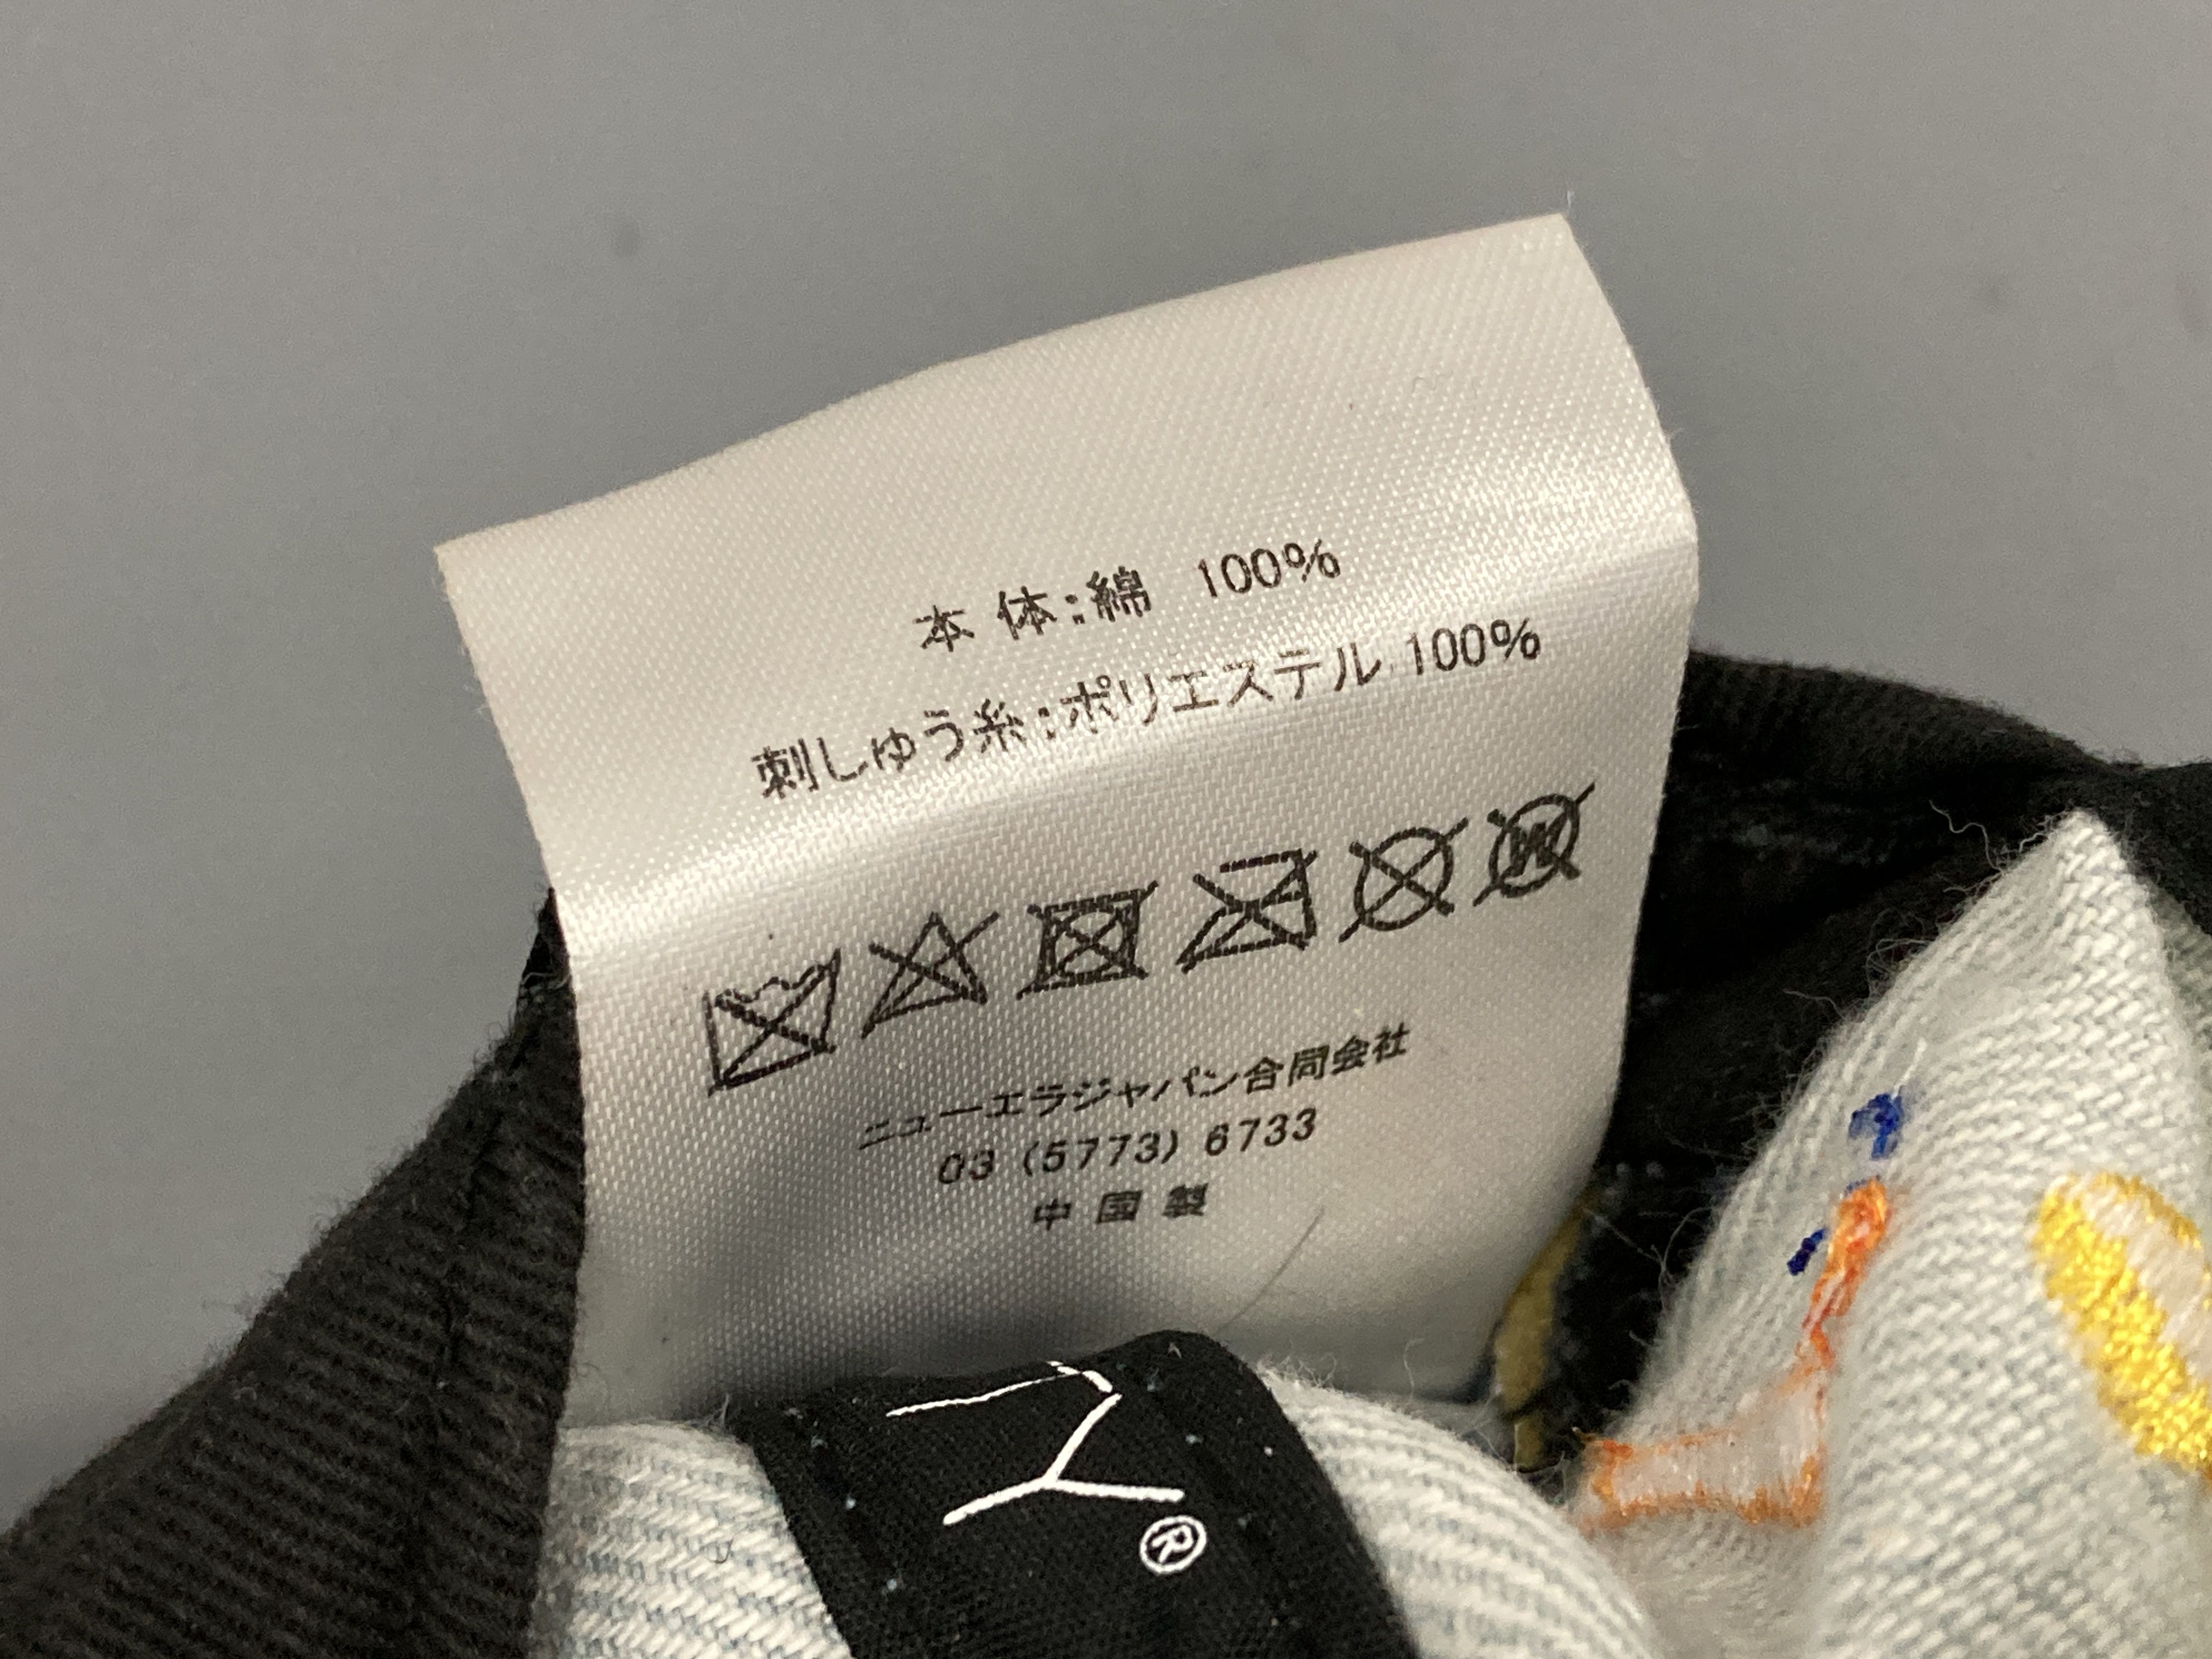 本体:綿 100%
刺しゅう糸:ポリエステル 100%
W
ニューエラジャパン合同会社
03 (5773) 6733
中国製
Y®